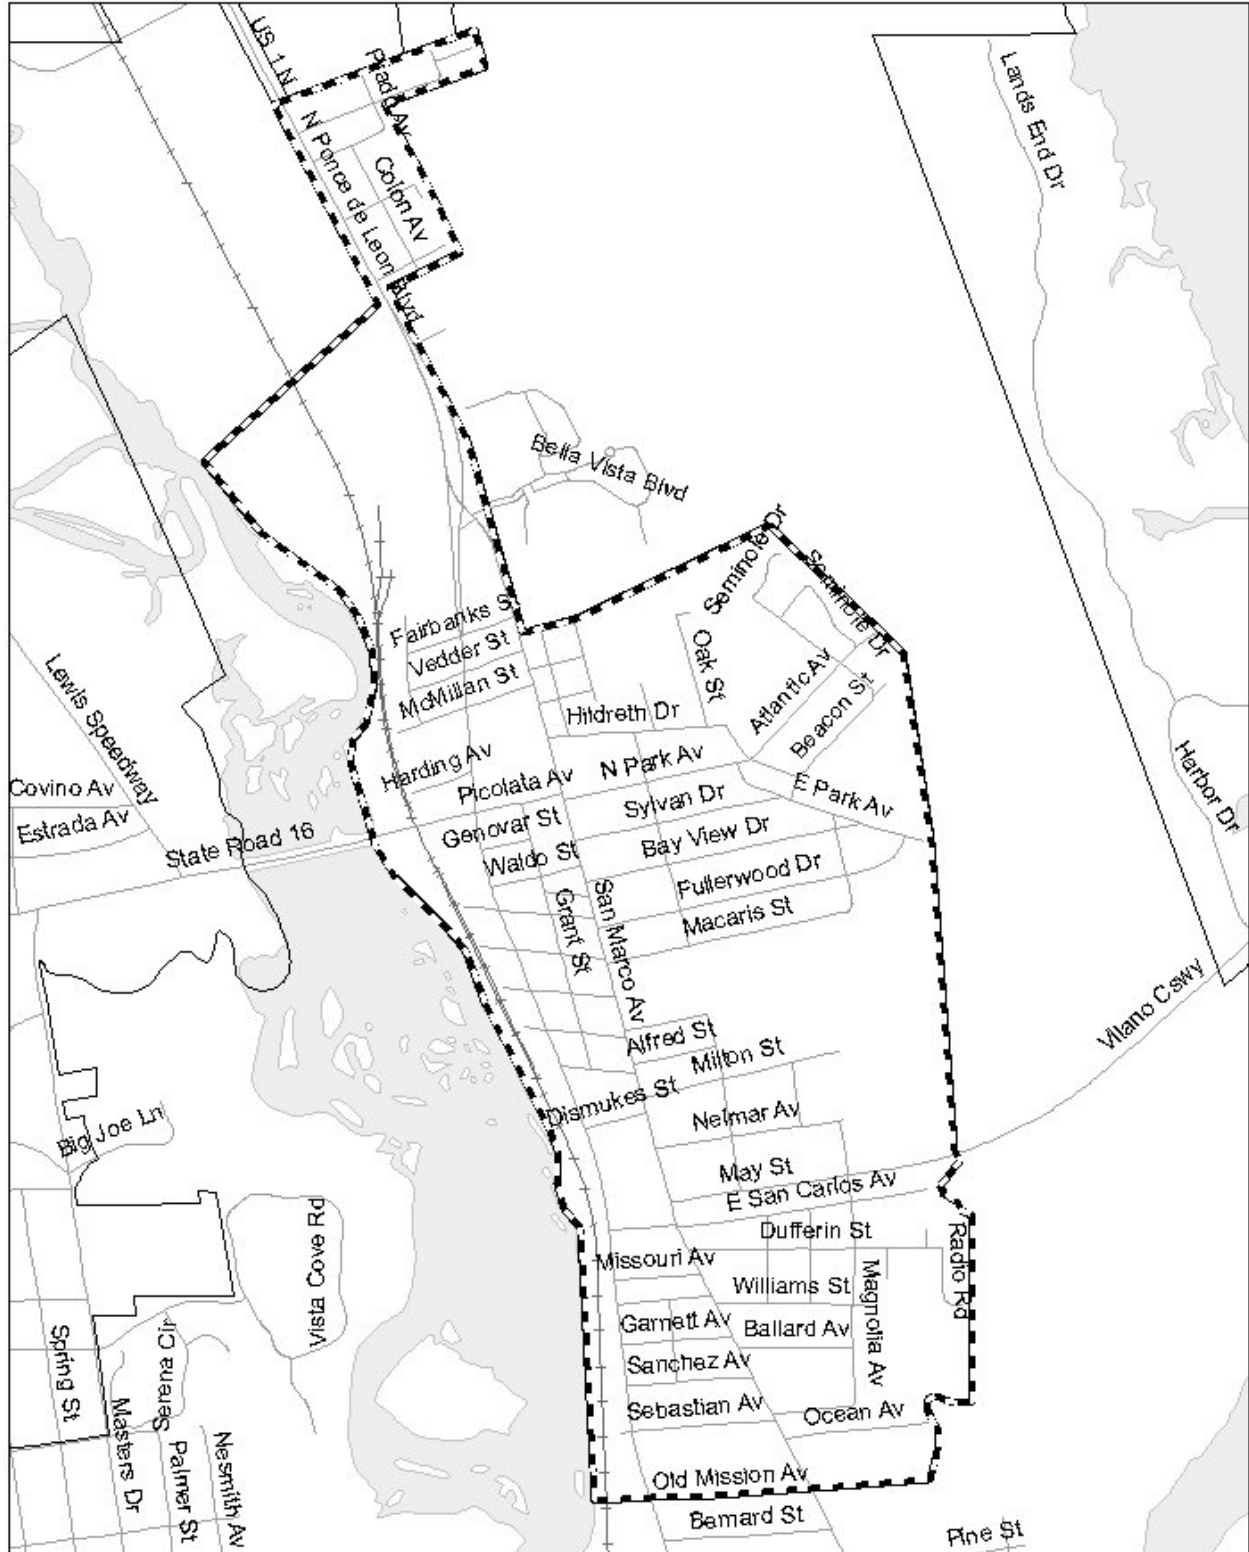 US 1 N
Prado Av
N Ponce de Leon Blvd
Colon Av
Lands End Dr
Bella Vista Blvd
Seminole Dr
Seminole Dr
Fairbanks S
Vedder St
McMillan St
Oak St
Atlantic Av
Beacon St
Hildreth Dr
Lewis Speedway
Harding Av
Picolata Av
N Park Av
E Park Av
Harbor Dr
Covino Av
Estrada Av
State Road 16
Genovar St
Sylvan Dr
Waldo St
Bay View Dr
Fullerwood Dr
Macaris St
Grant St
San Marco Av
Vilano Cswy
Alfred St
Milton St
Dismukes St
Nelmar Av
Big Joe Ln
May St
E San Carlos Av
Vista Cove Rd
Dufferin St
Radio Rd
Missouri Av
Williams St
Magnolia Av
Garnett Av
Ballard Av
Spring St
Serena Cir
Sanchez Av
Masters Dr
Sebastian Av
Ocean Av
Palmer St
Nesmith Av
Old Mission Av
Bernard St
Pine St